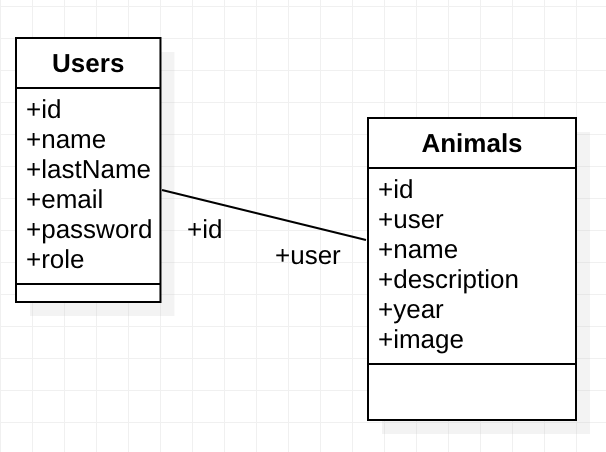 Users
+id
+name
+lastName
+email
+password
+role
+id
+user
Animals
+id
+user
+name
+description
+year
+image